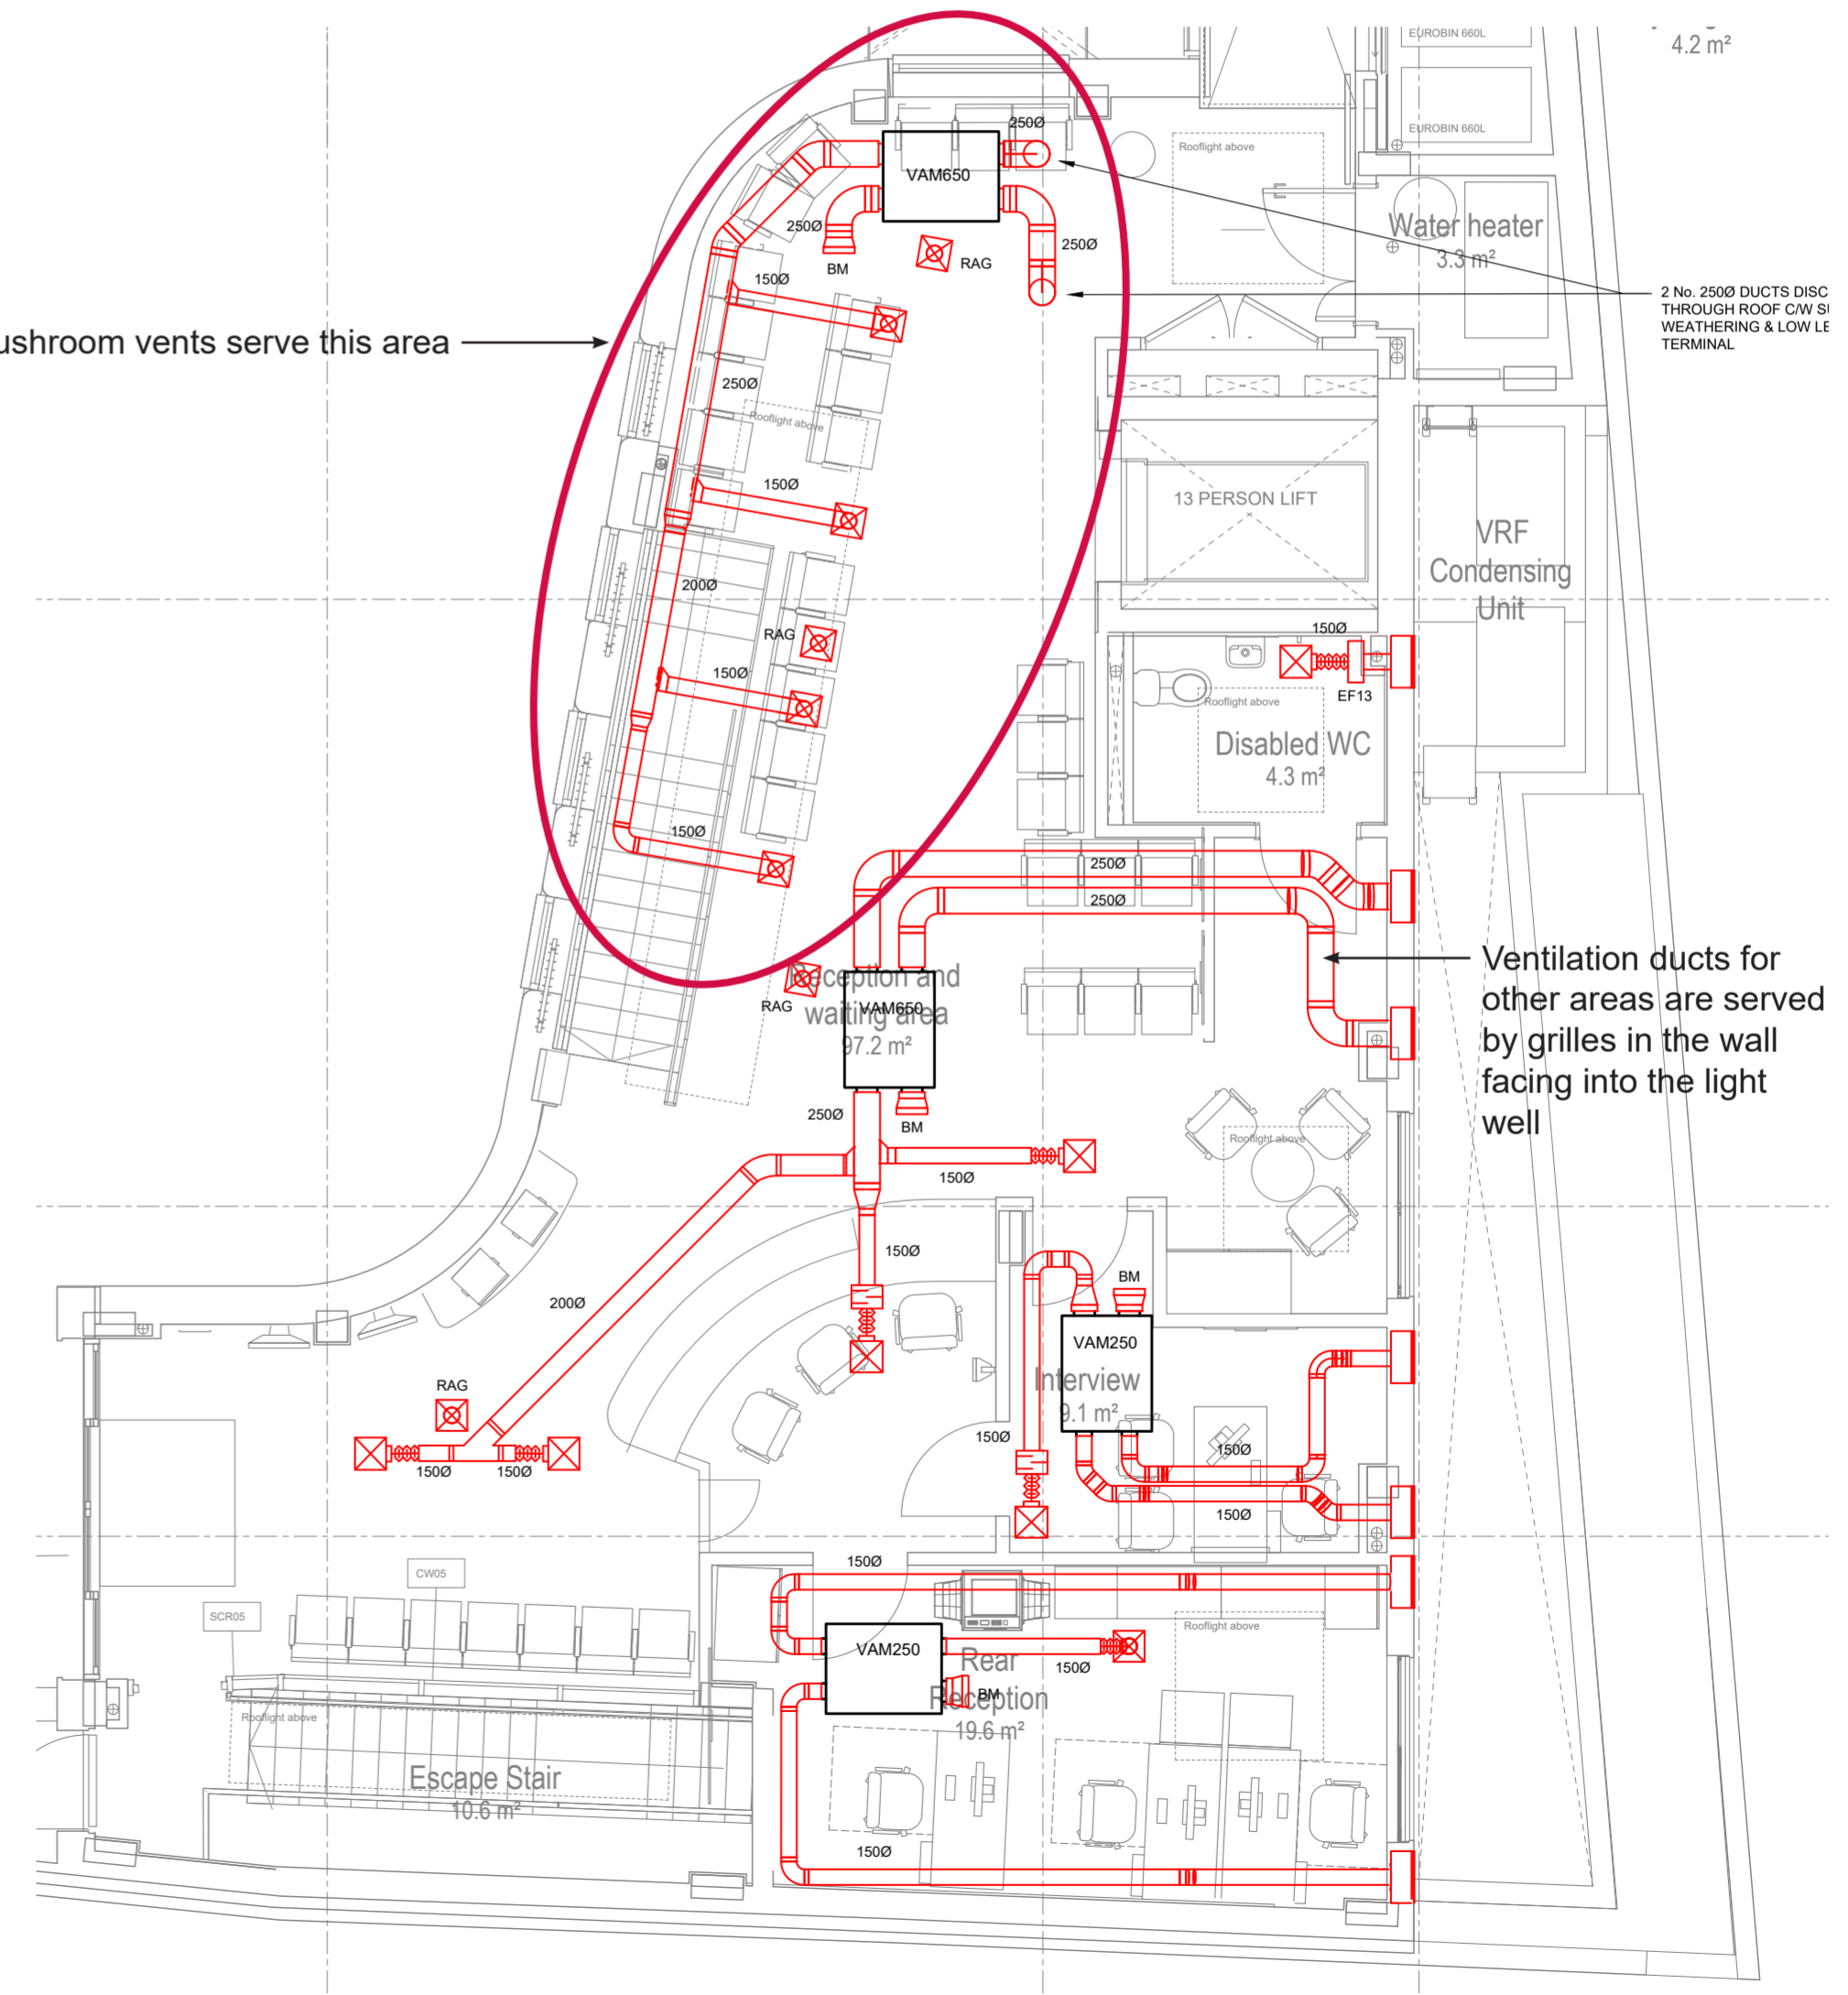 EUROBIN 660L
4.2 m²
250Ø
EUROBIN 660L
Rooflight above
VAM650
250Ø
Water heater
3.3 m²
250Ø
RAG
BM
150Ø
2 No. 250Ø DUCTS
THROUGH ROOF C/W
WEATHERING & LOW
TERMINAL
vents serve this area
250Ø
Rooflight above
150Ø
13 PERSON LIFT
VRF
Condensing
Unit
200Ø
RAG
150Ø
150Ø
EF13
Rooflight above
Disabled WC
4.3 m²
150Ø
250Ø
250Ø
Ventilation ducts for
other areas are served
by grilles in the wall
facing into the light
well
Reception and
waiting area
97.2 m²
RAG
VAM650
250Ø
BM
Rooflight above
150Ø
150Ø
BM
200Ø
VAM250
Interview
9.1 m²
RAG
150Ø
150Ø
150Ø
150Ø
150Ø
150Ø
CW05
SCR05
Rooflight above
VAM250
150Ø
Rear
Reception
19.6 m²
BM
Rooflight above
Escape Stair
10.6 m²
150Ø